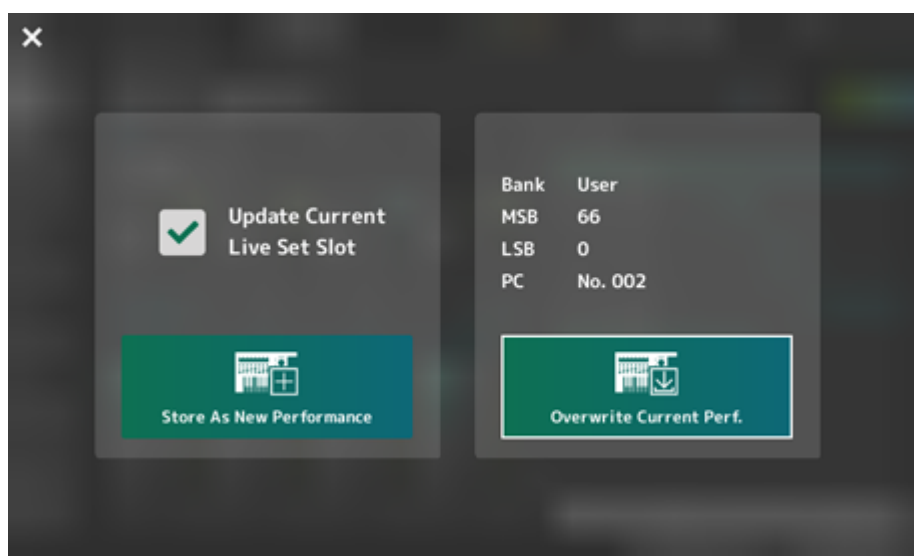 Update Current
Live Set Slot
Store As New Performance
Bank User
MSB 66
LSB 0
PC No. 002
Overwrite Current Perf.